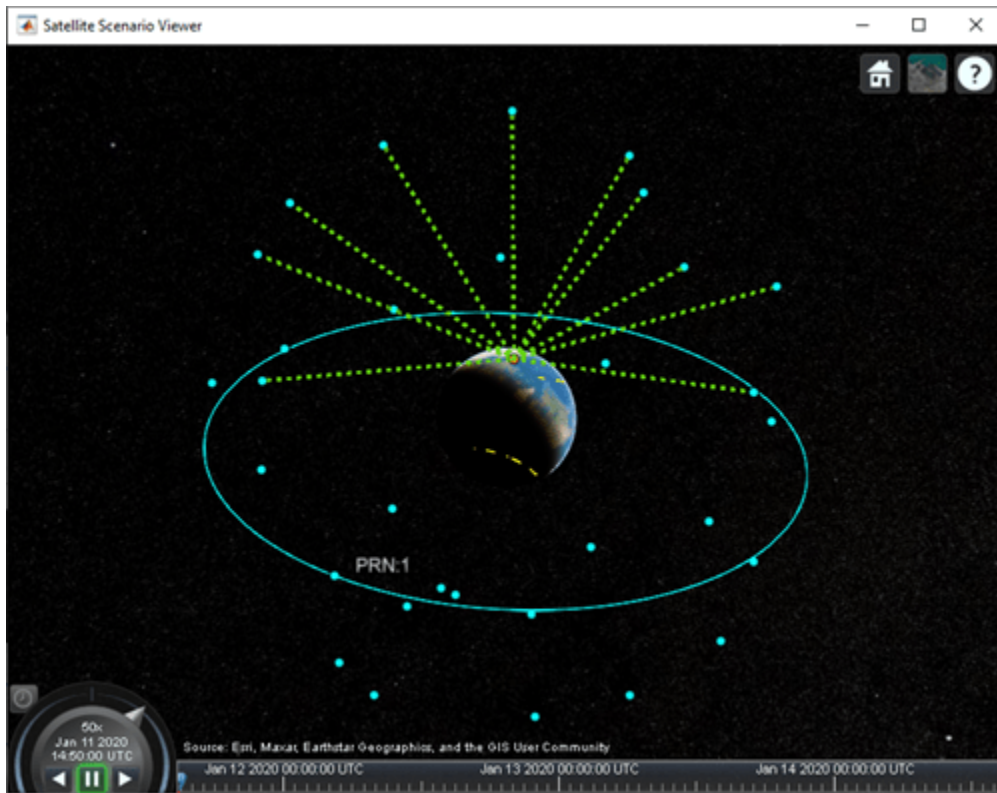 Satellite Scenario Viewer
?
PRN:1
50x
Jan 11 2020
14:50:00 UTC
Source: Esri, Maxar, Earthstar Geographics, and the GIS User Community
Jan 12 2020 00:00:00 UTC
Jan 13 2020 00:00:00 UTC
Jan 14 2020 00:00:00 UTC